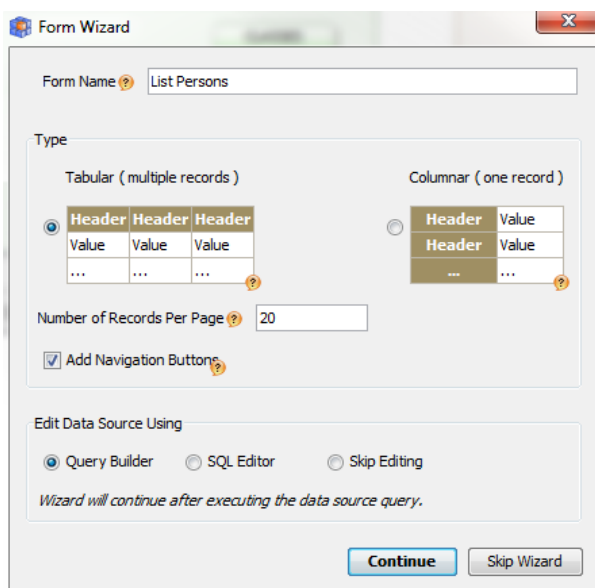 Form Wizard
Form Name
List Persons
Type
Tabular ( multiple records )
Columnar ( one record )
Header Header Header
Value Value Value
... ... ...
Header Value
Header Value
... ...
Number of Records Per Page
20
Add Navigation Buttons
Edit Data Source Using
Query Builder SQL Editor Skip Editing
Wizard will continue after executing the data source query.
Continue Skip Wizard